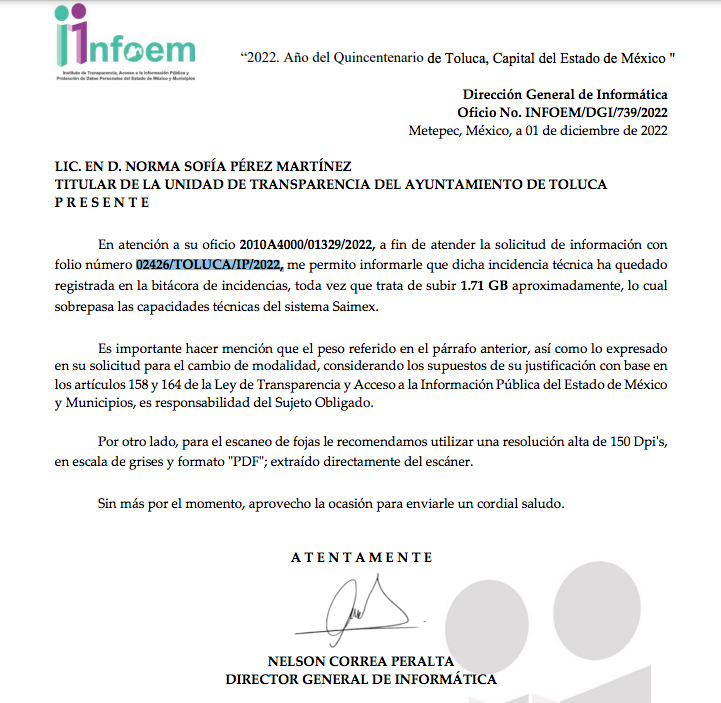 infoem
Instituto de Transparencia, Acceso a la Información Pública y
Protección de Datos Personales del Estado de México y Municipios
“2022. Año del Quincentenario de Toluca, Capital del Estado de México "
Dirección General de Informática
Oficio No. INFOEM/DGI/739/2022
Metepec, México, a 01 de diciembre de 2022
LIC. EN D. NORMA SOFÍA PÉREZ MARTÍNEZ
TITULAR DE LA UNIDAD DE TRANSPARENCIA DEL AYUNTAMIENTO DE TOLUCA
P R E S E N T E
En atención a su oficio 2010A4000/01329/2022, a fin de atender la solicitud de información con
folio número 02426/TOLUCA/IP/2022, me permito informarle que dicha incidencia técnica ha quedado
registrada en la bitácora de incidencias, toda vez que trata de subir 1.71 GB aproximadamente, lo cual
sobrepasa las capacidades técnicas del sistema Saimex.
Es importante hacer mención que el peso referido en el párrafo anterior, así como lo expresado
en su solicitud para el cambio de modalidad, considerando los supuestos de su justificación con base en
los artículos 158 y 164 de la Ley de Transparencia y Acceso a la Información Pública del Estado de México
y Municipios, es responsabilidad del Sujeto Obligado.
Por otro lado, para el escaneo de fojas le recomendamos utilizar una resolución alta de 150 Dpi's,
en escala de grises y formato "PDF"; extraído directamente del escáner.
Sin más por el momento, aprovecho la ocasión para enviarle un cordial saludo.
A T E N T A M E N T E
NELSON CORREA PERALTA
DIRECTOR GENERAL DE INFORMÁTICA